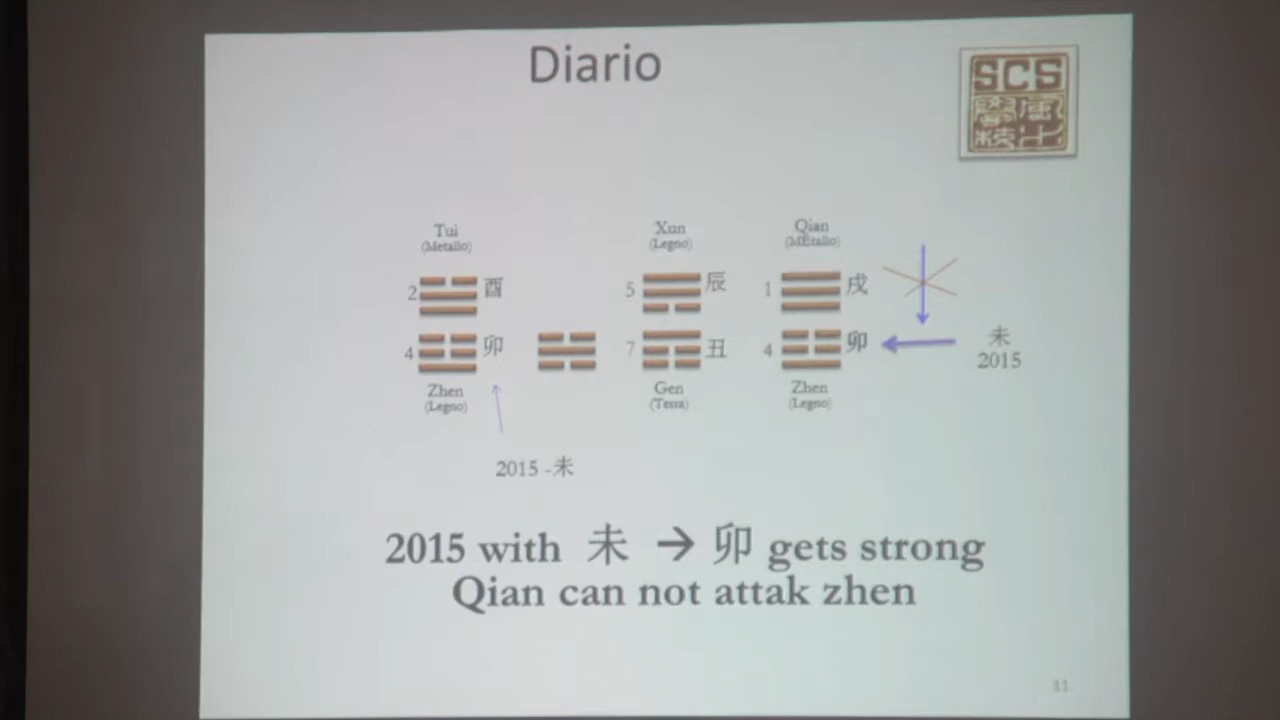 Diario
SCS
Tui
(Metallo)
2 酉
4 卯
Zhen
(Legno)
2015 -未
Xun
(Legno)
5 辰
7 丑
Gen
(Terra)
Qian
(MEtallo)
1 戌
4 卯
Zhen
(Legno)
未
2015
2015 with 未 → 卯 gets strong
Qian can not attak zhen